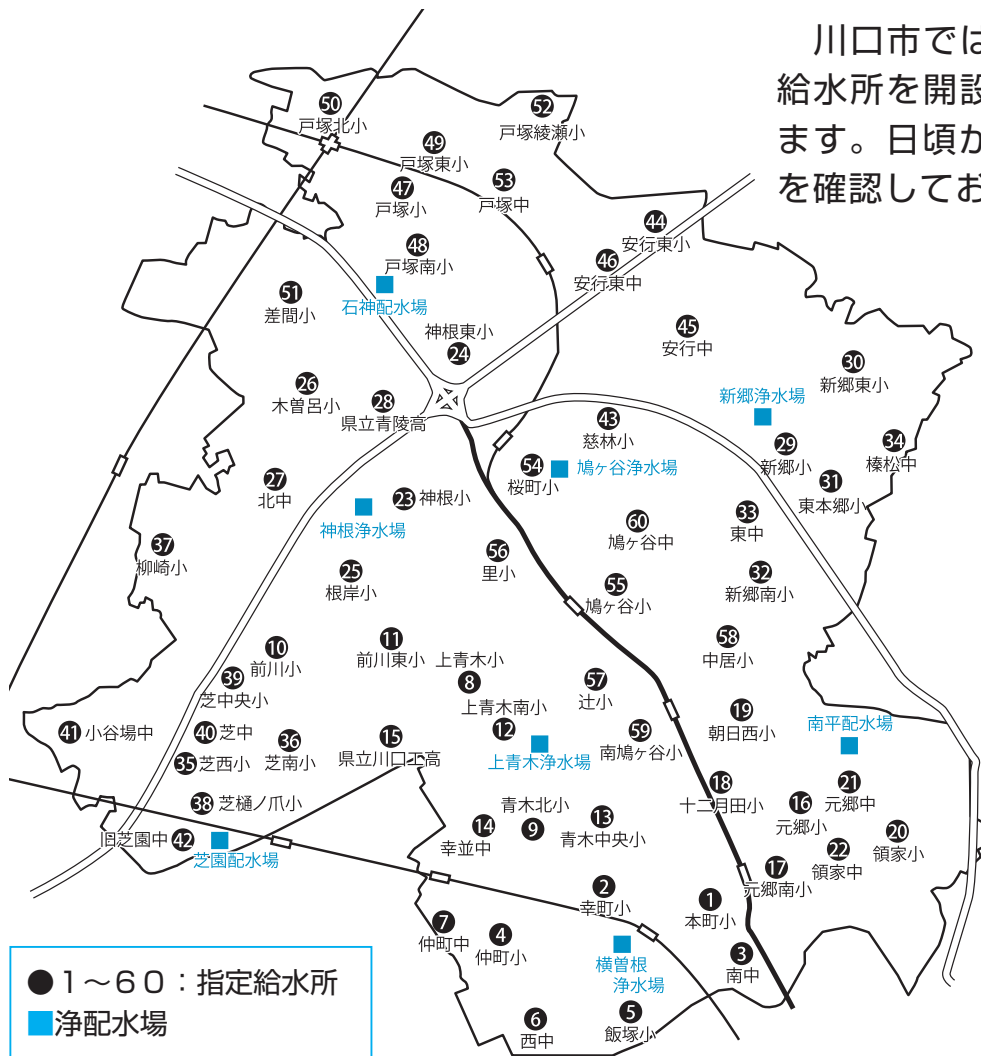 川口市では
給水所を開設
ます。日頃か
を確認してお
50
戸塚北小
52
戸塚綾瀬小
49
戸塚東小
47
戸塚小
53
戸塚中
44
安行東小
48
戸塚南小
46
安行東中
石神配水場
51
差間小
神根東小
24
45
安行中
30
新郷東小
26
木曽呂小
28
県立青陵高
新郷浄水場
43
慈林小
29
新郷小
34
榛松中
54
桜町小
鳩ヶ谷浄水場
31
東本郷小
27
北中
23 神根小
神根浄水場
60
鳩ヶ谷中
33
東中
37
柳崎小
56
里小
25
根岸小
55
鳩ヶ谷小
32
新郷南小
10
前川小
11
前川東小
58
中居小
39
芝中央小
上青木小
8
57
辻小
上青木南小
12
19
朝日西小
41 小谷場中
40 芝中
36
芝南小
15
県立川口工高
上青木浄水場
59
南鳩ヶ谷小
南平配水場
35 芝西小
18
十二月田小
21
元郷中
38 芝樋ノ爪小
青木北小
9
16
元郷小
旧芝園中 42
芝園配水場
14
幸並中
13
青木中央小
20
領家小
22
領家中
17
元郷南小
2
幸町小
1
本町小
7
仲町中
4
仲町小
横曽根
浄水場
3
南中
6
西中
5
飯塚小
●1～60：指定給水所
■浄配水場